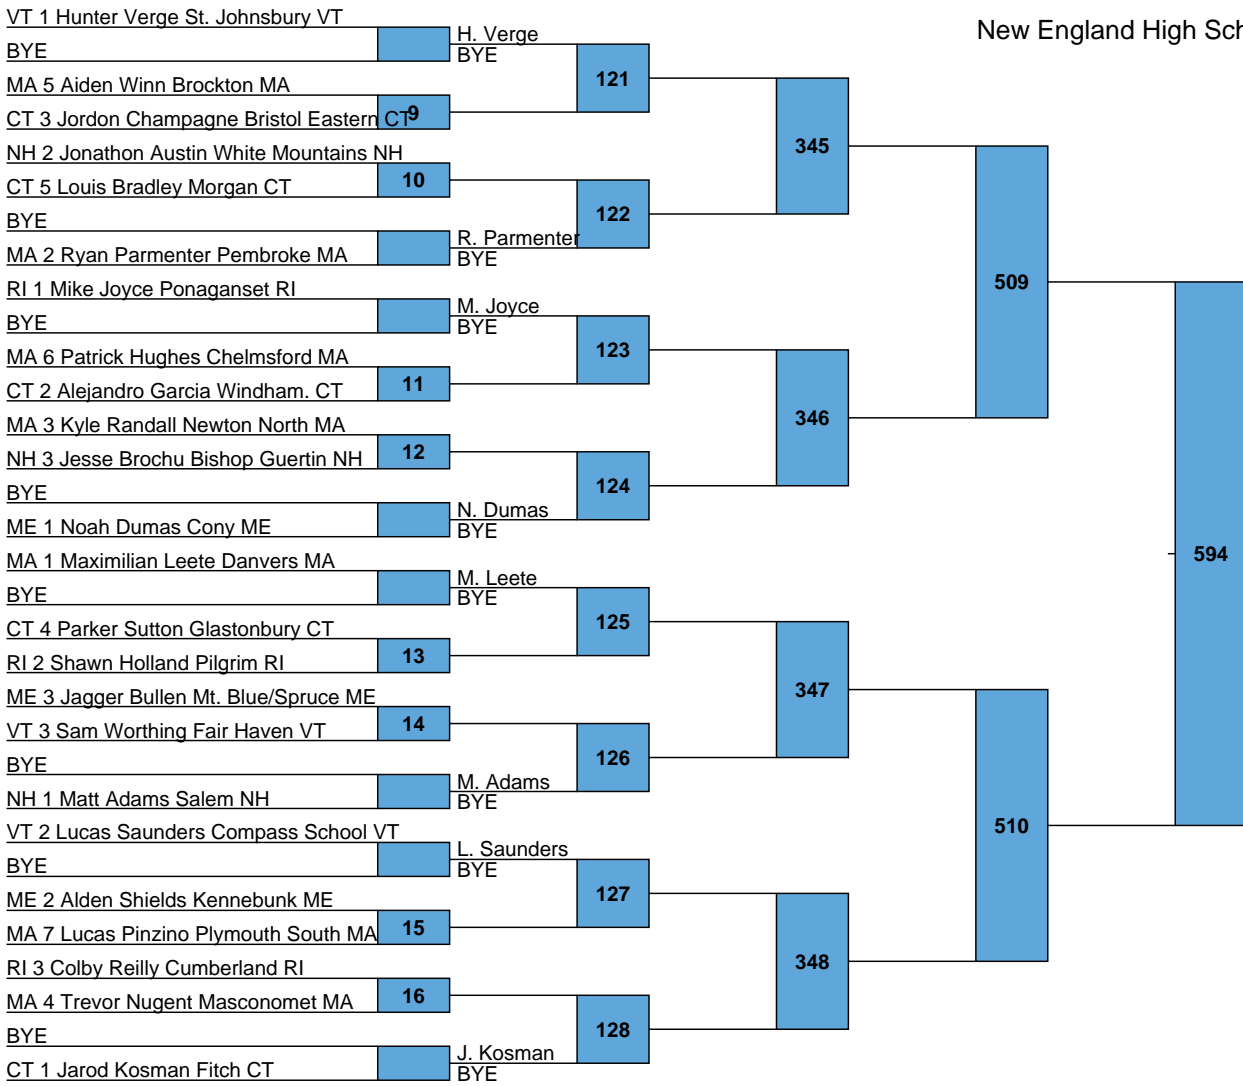 New England High Sch
VT 1 Hunter Verge St. Johnsbury VT
BYE
MA 5 Aiden Winn Brockton MA
CT 3 Jordon Champagne Bristol Eastern CT
NH 2 Jonathon Austin White Mountains NH
CT 5 Louis Bradley Morgan CT
BYE
MA 2 Ryan Parmenter Pembroke MA
RI 1 Mike Joyce Ponaganset RI
BYE
MA 6 Patrick Hughes Chelmsford MA
CT 2 Alejandro Garcia Windham. CT
MA 3 Kyle Randall Newton North MA
NH 3 Jesse Brochu Bishop Guertin NH
BYE
ME 1 Noah Dumas Cony ME
MA 1 Maximilian Leete Danvers MA
BYE
CT 4 Parker Sutton Glastonbury CT
RI 2 Shawn Holland Pilgrim RI
ME 3 Jagger Bullen Mt. Blue/Spruce ME
VT 3 Sam Worthing Fair Haven VT
BYE
NH 1 Matt Adams Salem NH
VT 2 Lucas Saunders Compass School VT
BYE
ME 2 Alden Shields Kennebunk ME
MA 7 Lucas Pinzino Plymouth South MA
RI 3 Colby Reilly Cumberland RI
MA 4 Trevor Nugent Masconomet MA
BYE
CT 1 Jarod Kosman Fitch CT
9
10
11
12
13
14
15
16
H. Verge
BYE
R. Parmenter
BYE
M. Joyce
BYE
N. Dumas
BYE
M. Leete
BYE
M. Adams
BYE
L. Saunders
BYE
J. Kosman
BYE
121
122
123
124
125
126
127
128
345
346
347
348
509
510
594